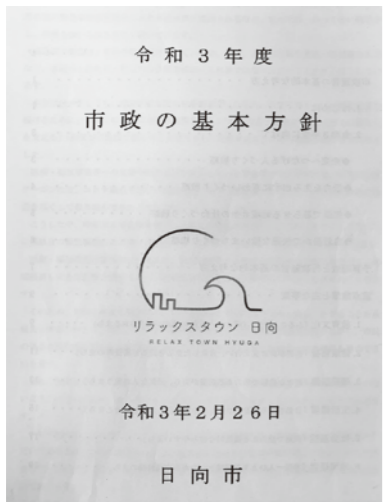 令和3年度
市政の基本方針
リラックスタウン 日向
RELAX TOWN HYUGA
令和3年2月26日
日向市